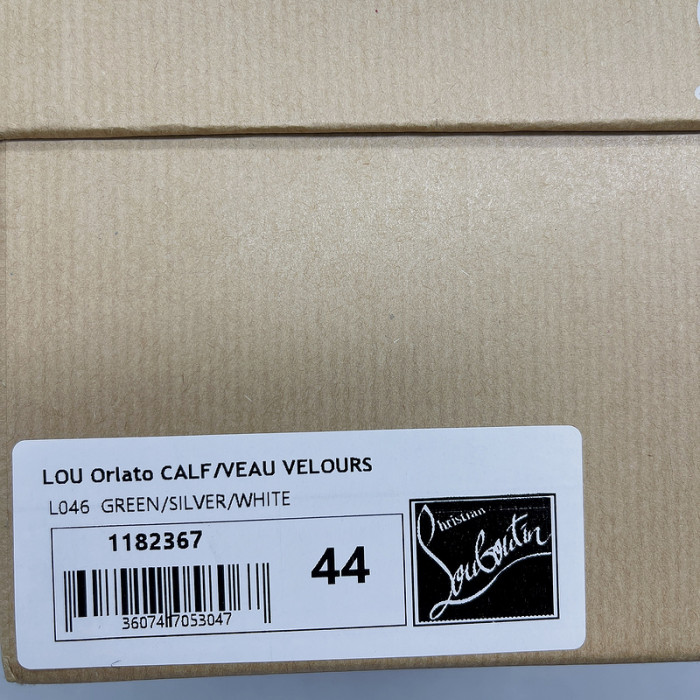 LOU Orlato CALF/VEAU VELOURS
L046 GREEN/SILVER/WHITE
1182367
44
3607417053047
Christian
Louboutin